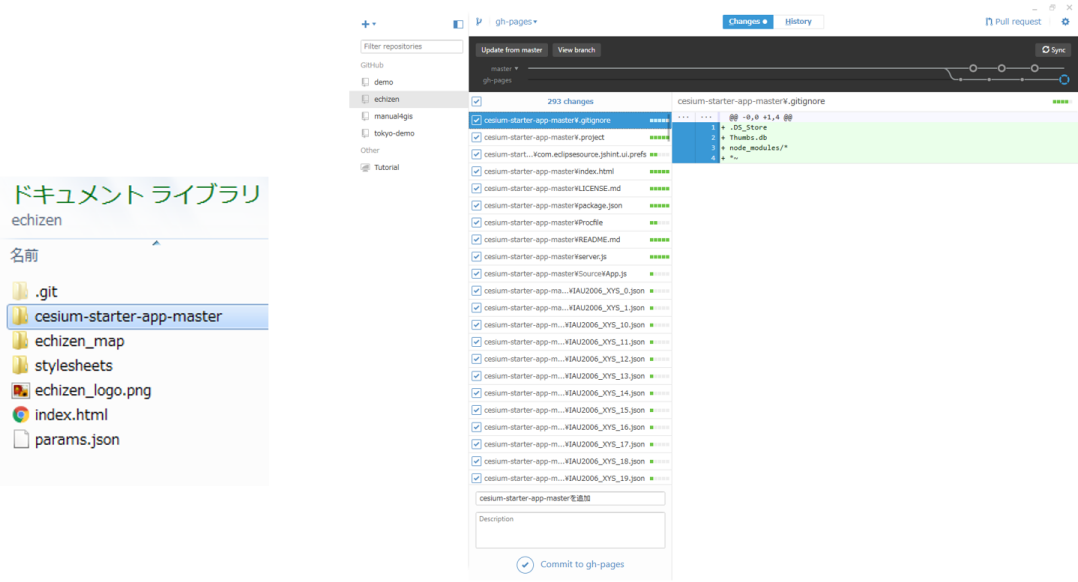 ドキュメント ライブラリ
echizen
名前
.git
cesium-starter-app-master
echizen_map
stylesheets
echizen_logo.png
index.html
params.json
gh-pages
Changes
History
Pull request
Filter repositories
GitHub
demo
echizen
manual4gis
tokyo-demo
Other
Tutorial
Update from master
View branch
Sync
master
gh-pages
293 changes
cesium-starter-app-master¥.gitignore
cesium-starter-app-master¥.project
cesium-start...¥com.eclipsesource.jshint.ui.prefs
cesium-starter-app-master¥index.html
cesium-starter-app-master¥LICENSE.md
cesium-starter-app-master¥package.json
cesium-starter-app-master¥Procfile
cesium-starter-app-master¥README.md
cesium-starter-app-master¥server.js
cesium-starter-app-master¥Source¥App.js
cesium-starter-app-ma...¥IAU2006_XYS_0.json
cesium-starter-app-ma...¥IAU2006_XYS_1.json
cesium-starter-app-m...¥IAU2006_XYS_10.json
cesium-starter-app-m...¥IAU2006_XYS_11.json
cesium-starter-app-m...¥IAU2006_XYS_12.json
cesium-starter-app-m...¥IAU2006_XYS_13.json
cesium-starter-app-m...¥IAU2006_XYS_14.json
cesium-starter-app-m...¥IAU2006_XYS_15.json
cesium-starter-app-m...¥IAU2006_XYS_16.json
cesium-starter-app-m...¥IAU2006_XYS_17.json
cesium-starter-app-m...¥IAU2006_XYS_18.json
cesium-starter-app-m...¥IAU2006_XYS_19.json
cesium-starter-app-masterを追加
Description
Commit to gh-pages
cesium-starter-app-master¥.gitignore
... ... @@ -0,0 +1,4 @@
1 + .DS_Store
2 + Thumbs.db
3 + node_modules/*
4 + *~